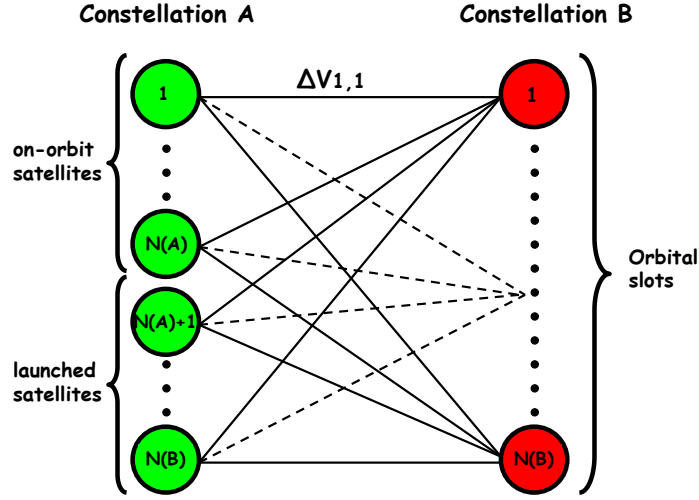 Constellation A
Constellation B
1
ΔV1,1
1
on-orbit
satellites
N(A)
Orbital
slots
N(A)+1
launched
satellites
N(B)
N(B)